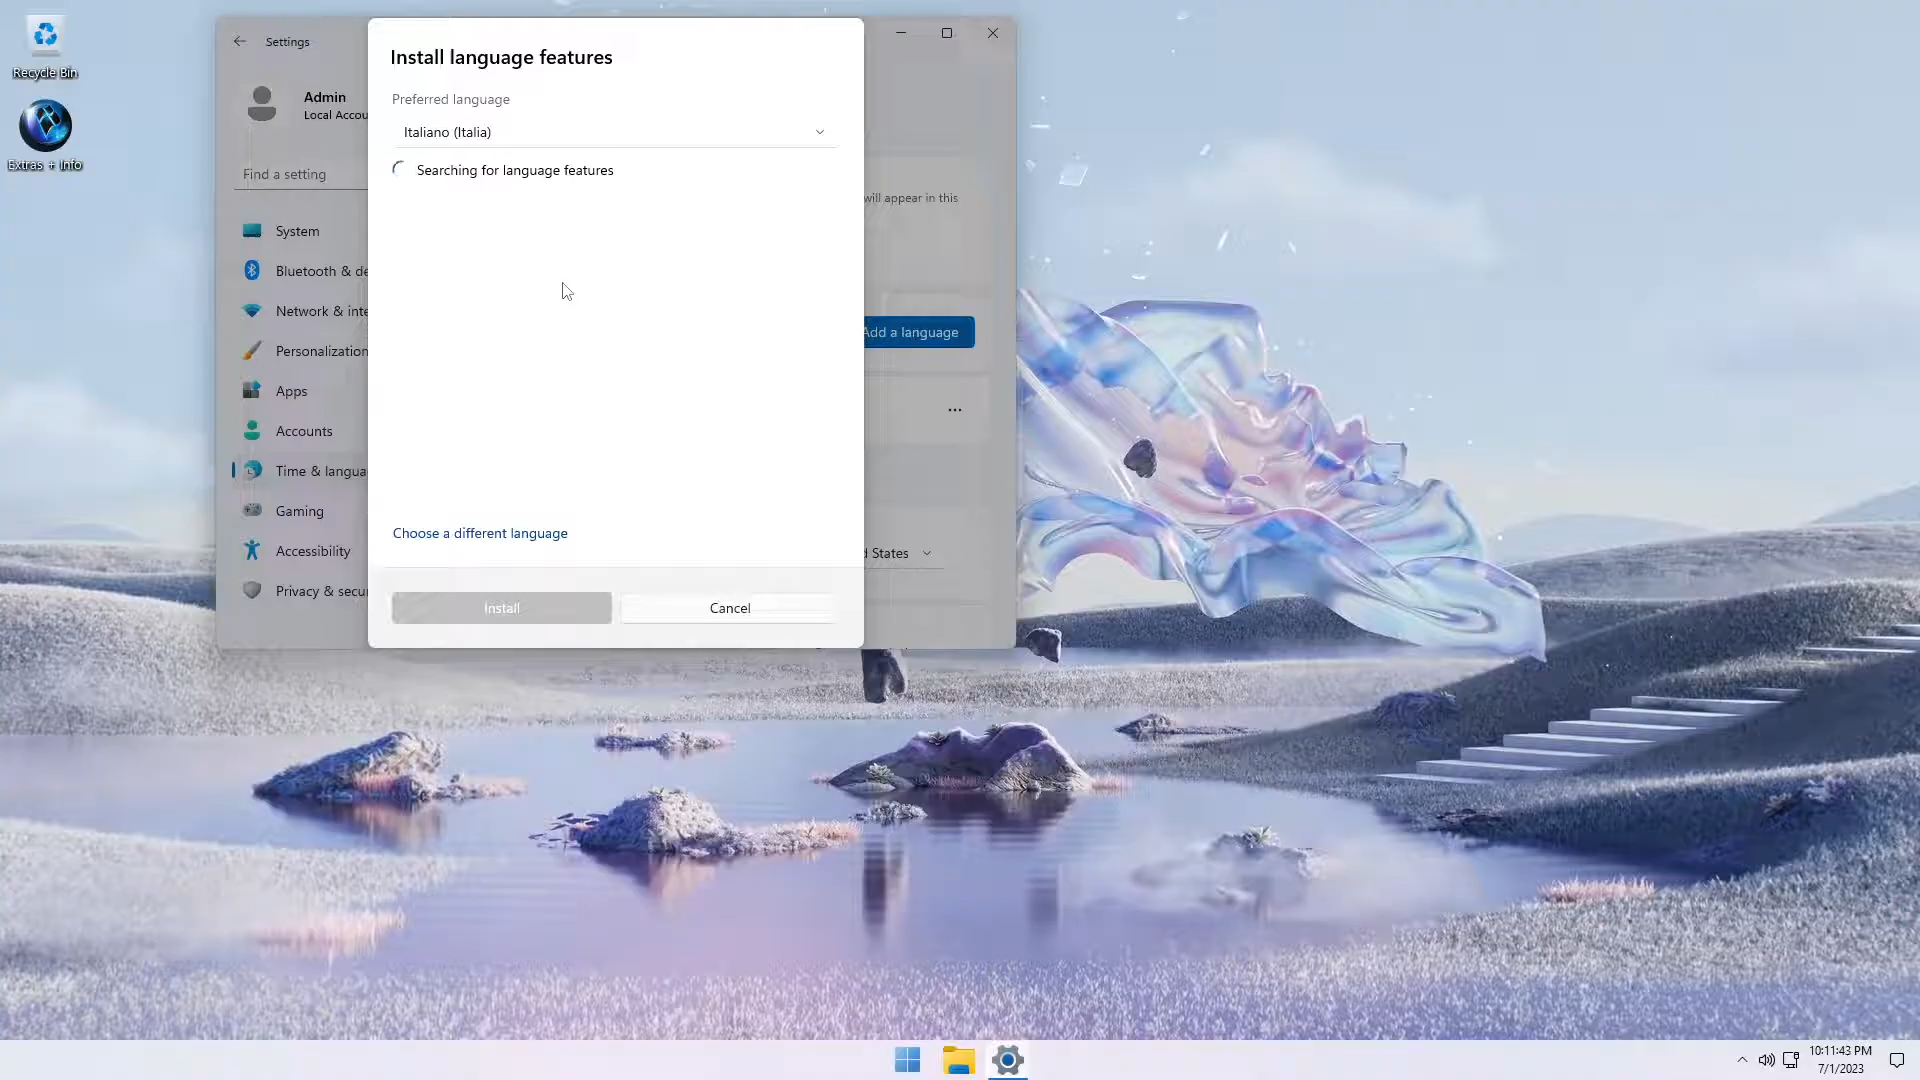 Recycle Bin
Extras + Info
Settings
Admin
Local Accou
Find a setting
System
Bluetooth & de
Network & inte
Personalization
Apps
Accounts
Time & langua
Gaming
Accessibility
Privacy & secur
Install language features
Preferred language
Italiano (Italia)
Searching for language features
Choose a different language
Install
Cancel
will appear in this
Add a language
d States
10:11:43 PM
7/1/2023